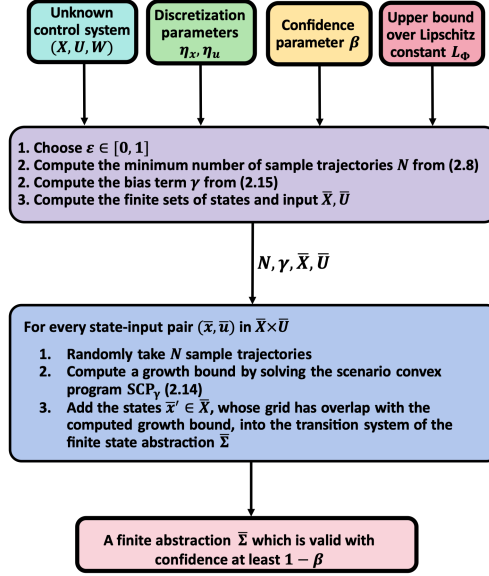 Unknown
control system
(X, U, W)
Discretization
parameters
η_x, η_u
Confidence
parameter β
Upper bound
over Lipschitz
constant L_Φ
1. Choose ε ∈ [0, 1]
2. Compute the minimum number of sample trajectories N from (2.8)
2. Compute the bias term γ from (2.15)
3. Compute the finite sets of states and input X̅, U̅
N, γ, X̅, U̅
For every state-input pair (x̅, u̅) in X̅×U̅
1. Randomly take N sample trajectories
2. Compute a growth bound by solving the scenario convex
program SCP_γ (2.14)
3. Add the states x̅′ ∈ X̅, whose grid has overlap with the
computed growth bound, into the transition system of the
finite state abstraction Σ̅
A finite abstraction Σ̅ which is valid with
confidence at least 1 − β